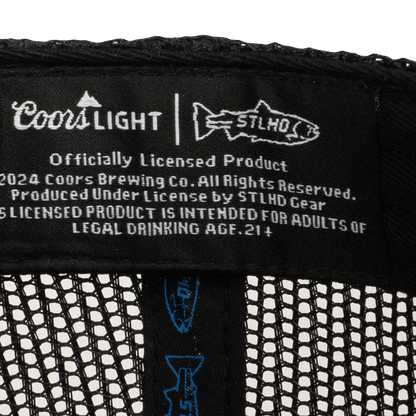 Coors LIGHT | STLHD
Officially Licensed Product
2024 Coors Brewing Co. All Rights Reserved.
Produced Under License by STLHD Gear
S LICENSED PRODUCT IS INTENDED FOR ADULTS OF
LEGAL DRINKING AGE. 21+